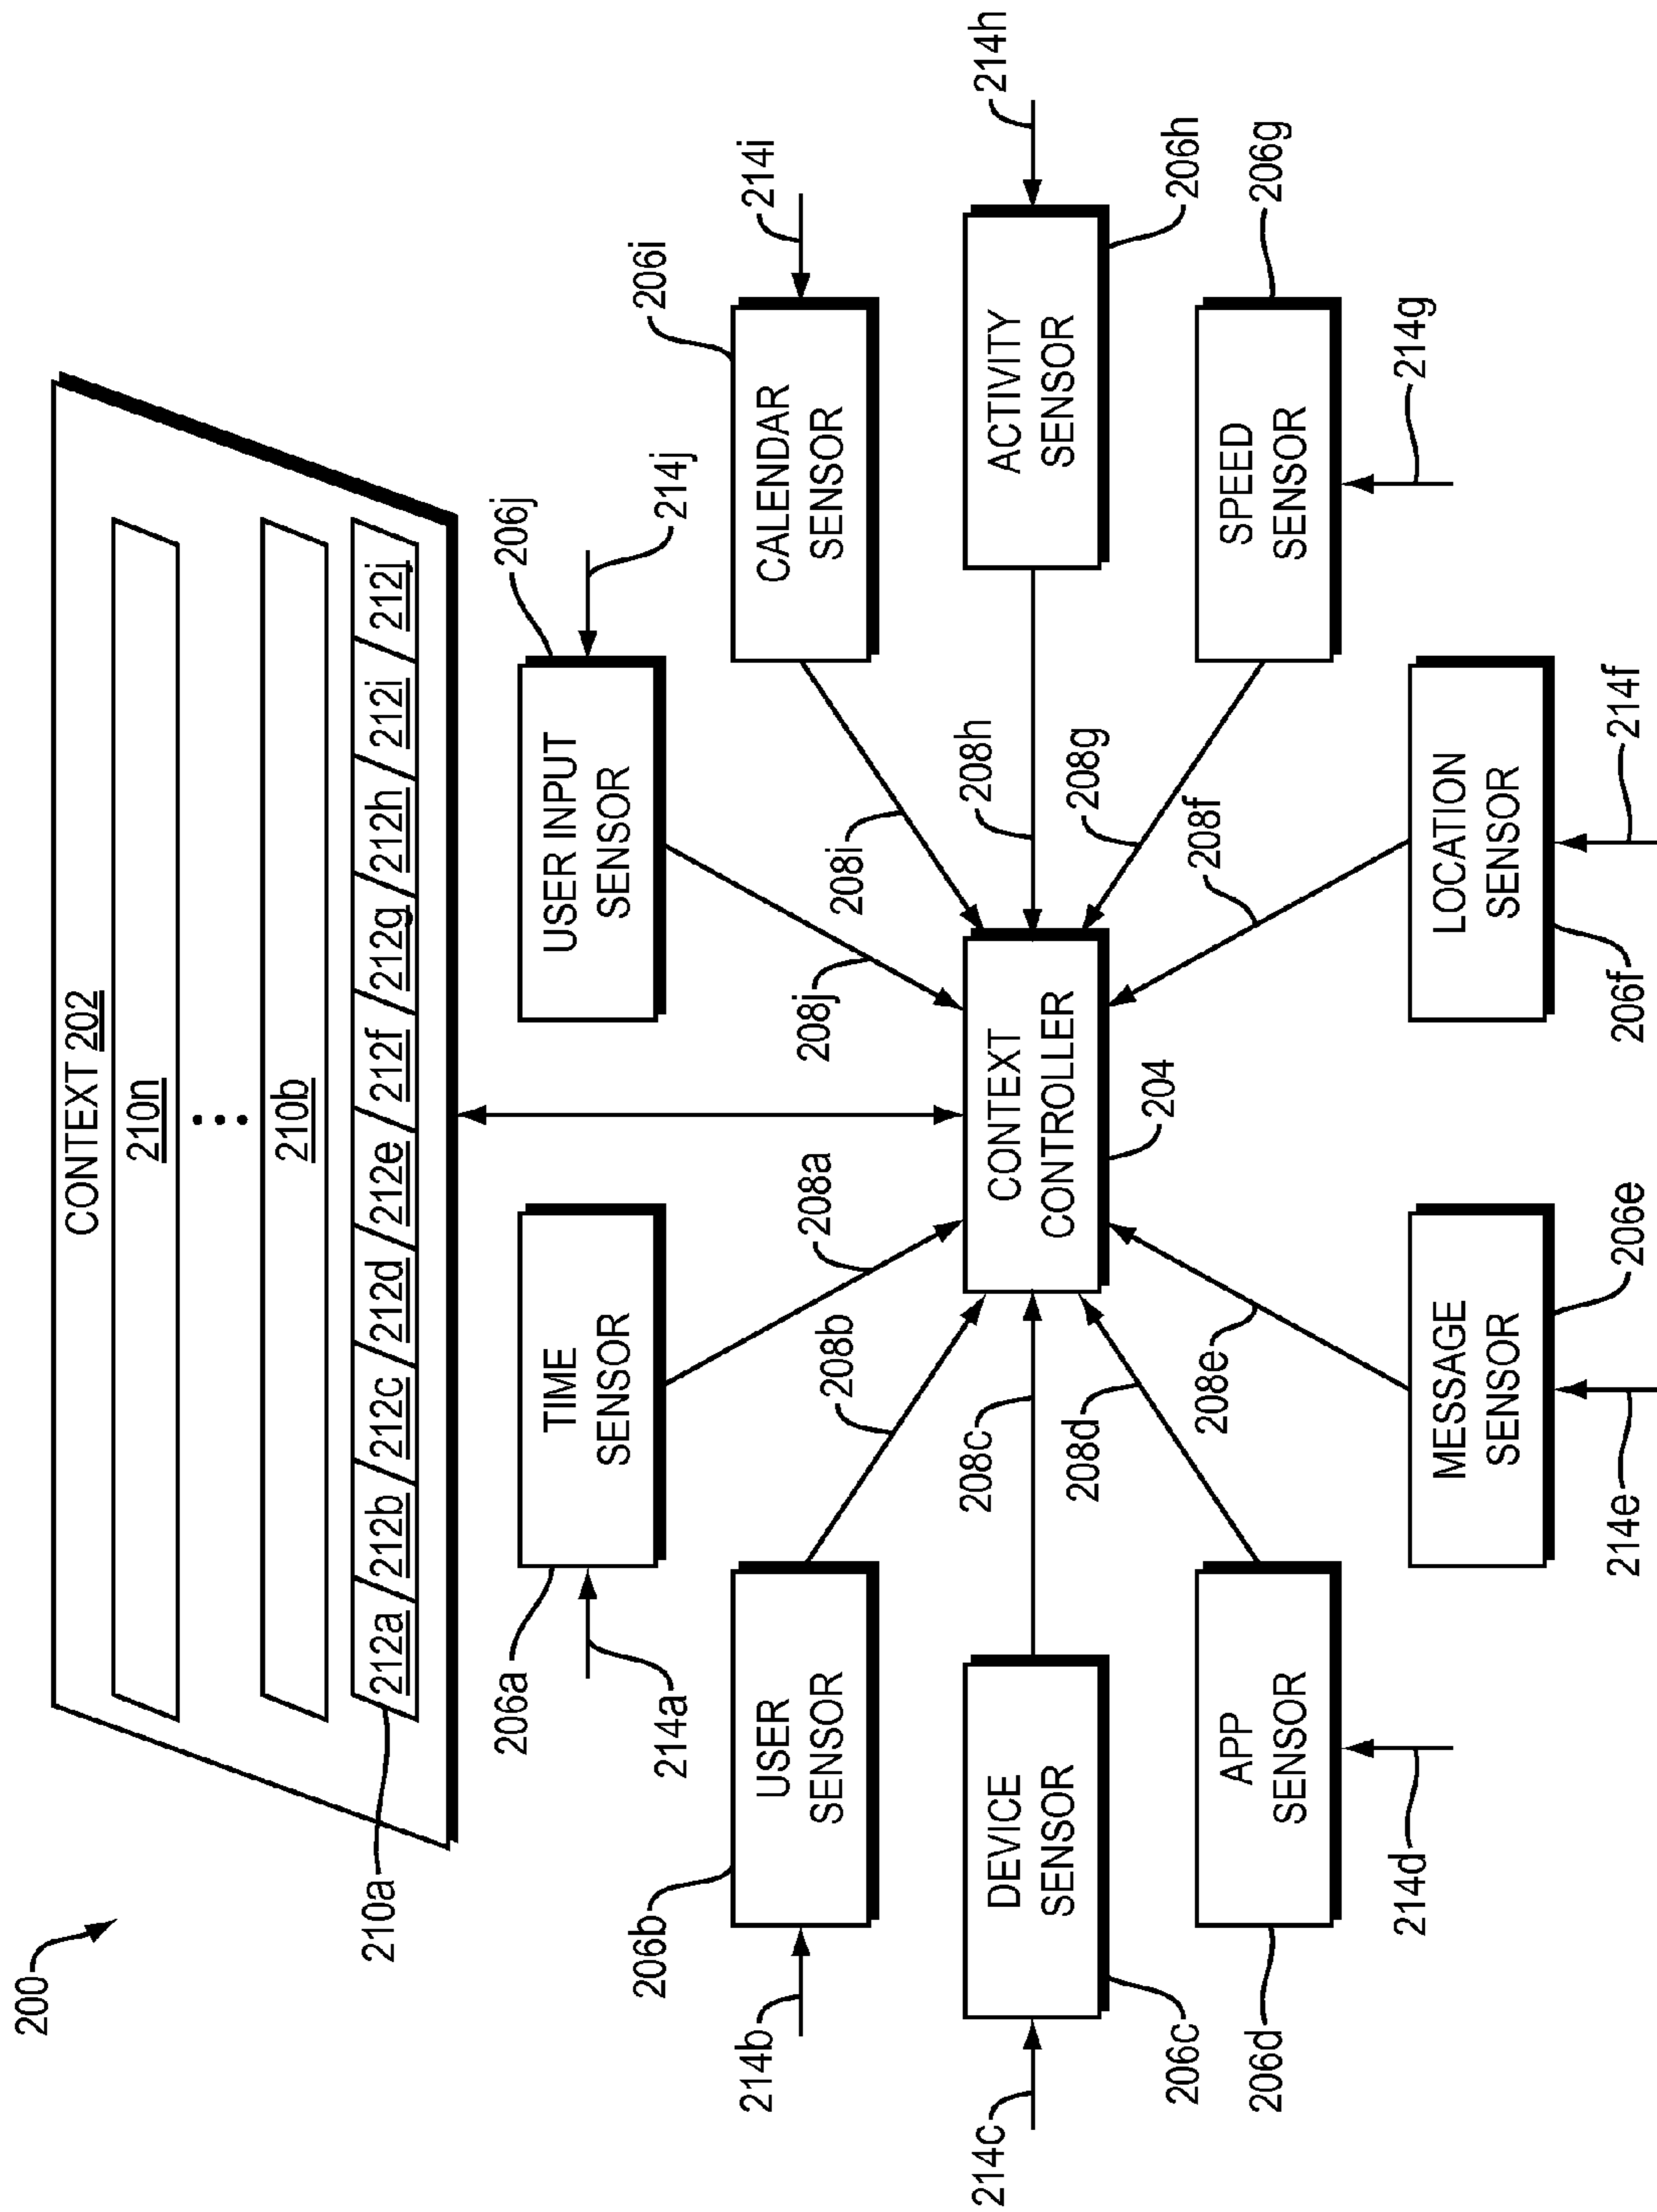 200
CONTEXT 202
210n
210b
210a
212a
212b
212c
212d
212e
212f
212g
212h
212i
212j
206a
TIME
SENSOR
214a
208a
USER INPUT
SENSOR
206j
214j
208j
206b
USER
SENSOR
214b
208b
CALENDAR
SENSOR
206i
214i
208i
214c
DEVICE
SENSOR
206c
208c
CONTEXT
CONTROLLER
204
208h
ACTIVITY
SENSOR
206h
214h
206d
APP
SENSOR
214d
208d
208g
SPEED
SENSOR
206g
214g
208e
MESSAGE
SENSOR
206e
214e
208f
LOCATION
SENSOR
206f
214f